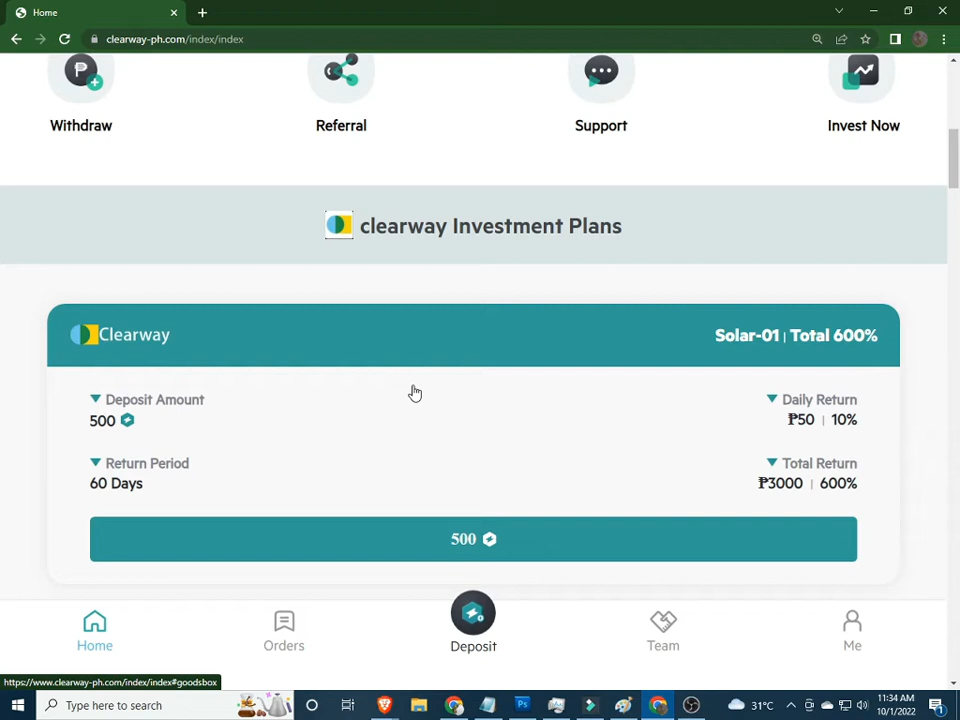 Home
clearway-ph.com/index/index
Withdraw
Referral
Support
Invest Now
clearway Investment Plans
Clearway
Solar-01 | Total 600%
Deposit Amount
500
Daily Return
₱50 | 10%
Return Period
60 Days
Total Return
₱3000 | 600%
500
Home
Orders
Deposit
Team
Me
https://www.clearway-ph.com/index/index#goodsbox
Type here to search
Ps
31°C
11:34 AM
10/1/2022
1